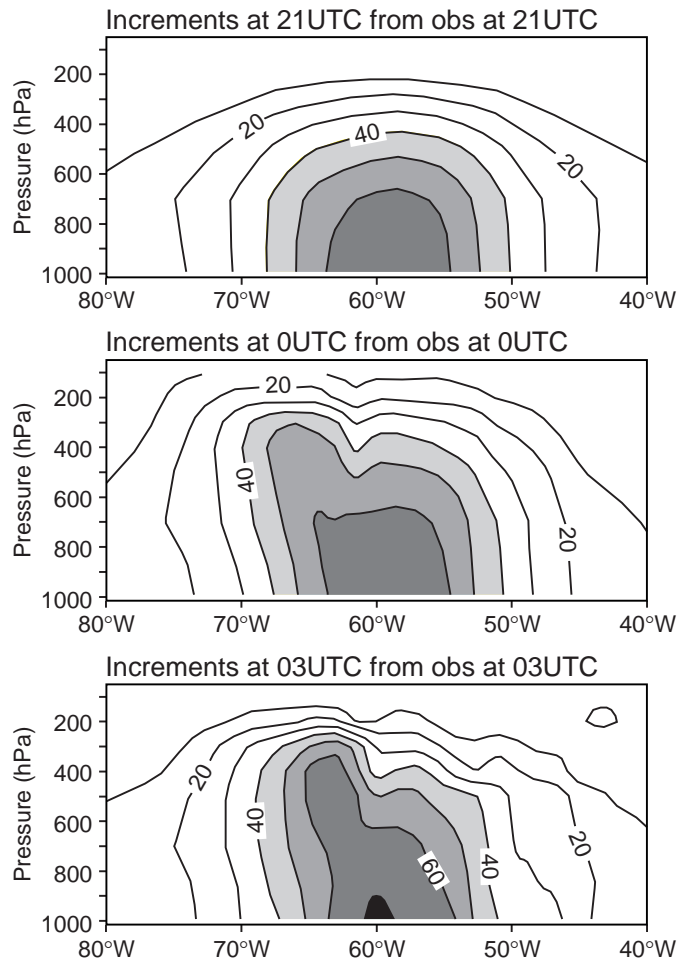 Increments at 21UTC from obs at 21UTC
Pressure (hPa)
200
400
600
800
1000
20
40
20
80°W
70°W
60°W
50°W
40°W
Increments at 0UTC from obs at 0UTC
Pressure (hPa)
200
400
600
800
1000
20
40
20
80°W
70°W
60°W
50°W
40°W
Increments at 03UTC from obs at 03UTC
Pressure (hPa)
200
400
600
800
1000
20
40
60
40
20
80°W
70°W
60°W
50°W
40°W